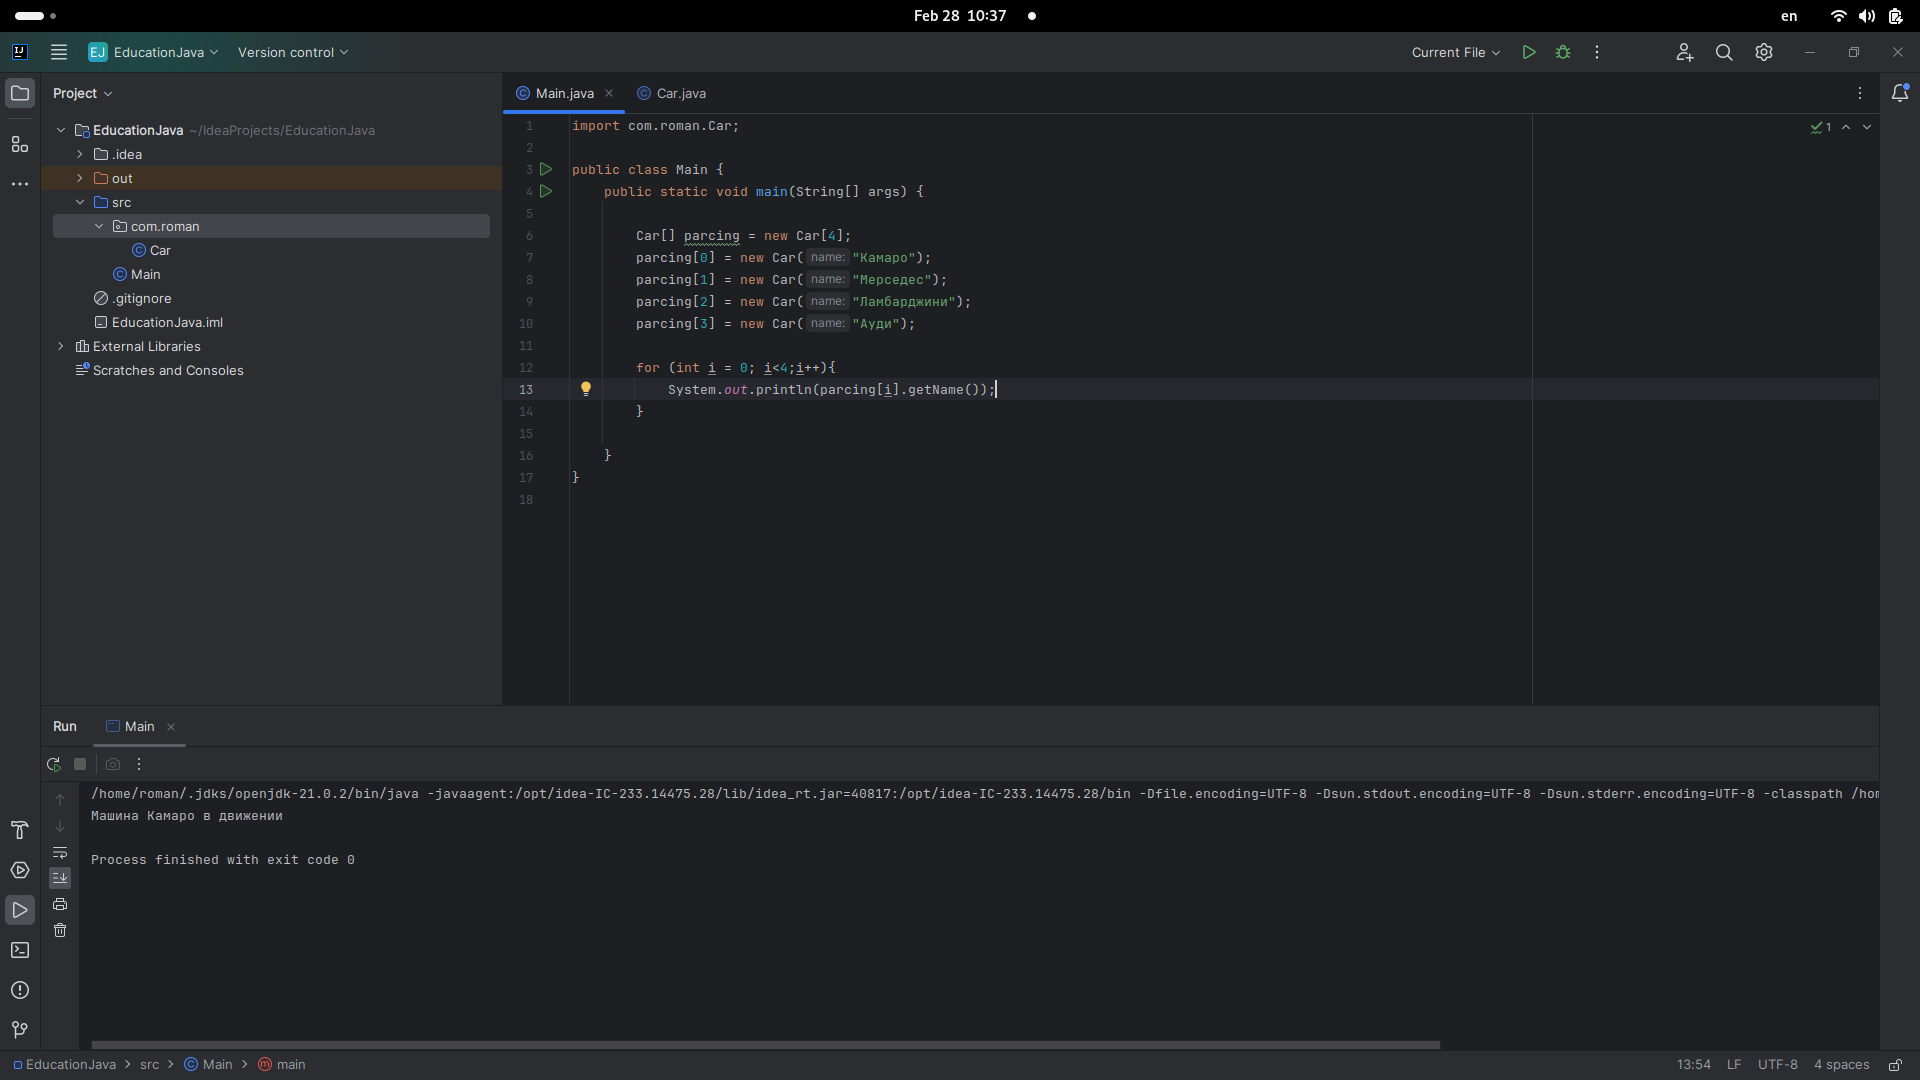 Feb 28 10:37
en
EJ EducationJava Version control
Current File
Project
EducationJava ~/IdeaProjects/EducationJava
.idea
out
src
com.roman
Car
Main
.gitignore
EducationJava.iml
External Libraries
Scratches and Consoles
Main.java Car.java
1
1 import com.roman.Car;
2
3 public class Main {
4 public static void main(String[] args) {
5
6 Car[] parcing = new Car[4];
7 parcing[0] = new Car( name: "Камаро");
8 parcing[1] = new Car( name: "Мерседес");
9 parcing[2] = new Car( name: "Ламбарджини");
10 parcing[3] = new Car( name: "Ауди");
11
12 for (int i = 0; i<4;i++){
13 System.out.println(parcing[i].getName());
14 }
15
16 }
17 }
18
Run Main
/home/roman/.jdks/openjdk-21.0.2/bin/java -javaagent:/opt/idea-IC-233.14475.28/lib/idea_rt.jar=40817:/opt/idea-IC-233.14475.28/bin -Dfile.encoding=UTF-8 -Dsun.stdout.encoding=UTF-8 -Dsun.stderr.encoding=UTF-8 -classpath /hom
Машина Камаро в движении
Process finished with exit code 0
EducationJava > src > Main > main
13:54 LF UTF-8 4 spaces